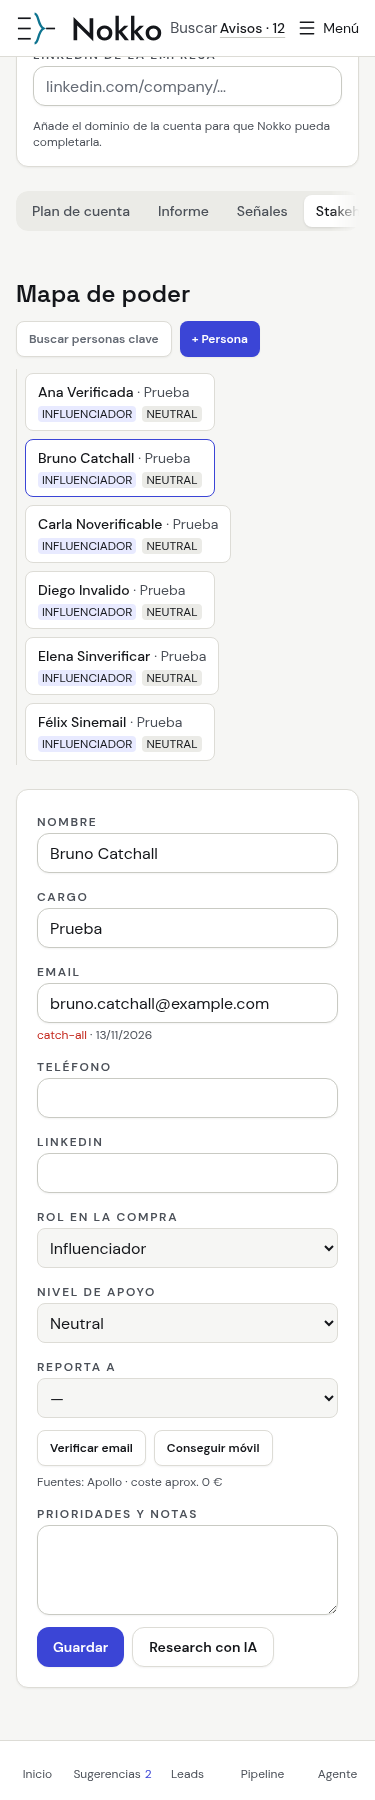 Nokko Buscar Avisos · 12 Menú
LINKEDIN DE LA EMPRESA
linkedin.com/company/...
Añade el dominio de la cuenta para que Nokko pueda
completarla.
Plan de cuenta Informe Señales Stakeh
Mapa de poder
Buscar personas clave + Persona
Ana Verificada · Prueba
INFLUENCIADOR NEUTRAL
Bruno Catchall · Prueba
INFLUENCIADOR NEUTRAL
Carla Noverificable · Prueba
INFLUENCIADOR NEUTRAL
Diego Invalido · Prueba
INFLUENCIADOR NEUTRAL
Elena Sinverificar · Prueba
INFLUENCIADOR NEUTRAL
Félix Sinemail · Prueba
INFLUENCIADOR NEUTRAL
NOMBRE
Bruno Catchall
CARGO
Prueba
EMAIL
bruno.catchall@example.com
catch-all · 13/11/2026
TELÉFONO
LINKEDIN
ROL EN LA COMPRA
Influenciador
NIVEL DE APOYO
Neutral
REPORTA A
—
Verificar email Conseguir móvil
Fuentes: Apollo · coste aprox. 0 €
PRIORIDADES Y NOTAS
Guardar Research con IA
Inicio Sugerencias 2 Leads Pipeline Agente